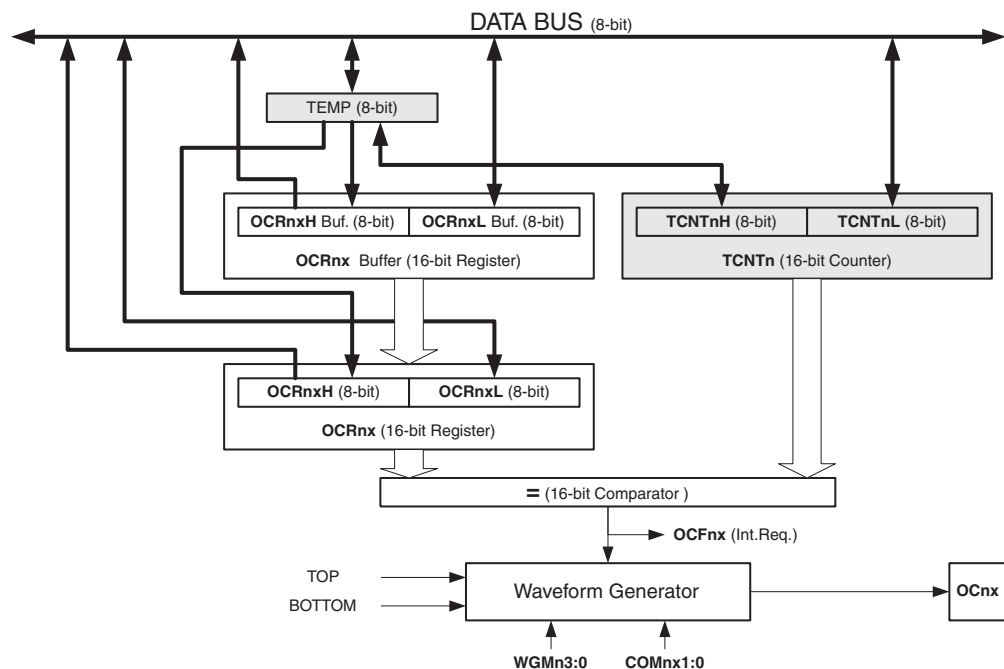 DATA BUS (8-bit)
TEMP (8-bit)
OCRnxH Buf. (8-bit) OCRnxL Buf. (8-bit)
OCRnx Buffer (16-bit Register)
TCNTnH (8-bit) TCNTnL (8-bit)
TCNTn (16-bit Counter)
OCRnxH (8-bit) OCRnxL (8-bit)
OCRnx (16-bit Register)
= (16-bit Comparator )
OCFnx (Int.Req.)
TOP
BOTTOM
Waveform Generator
OCnx
WGMn3:0 COMnx1:0